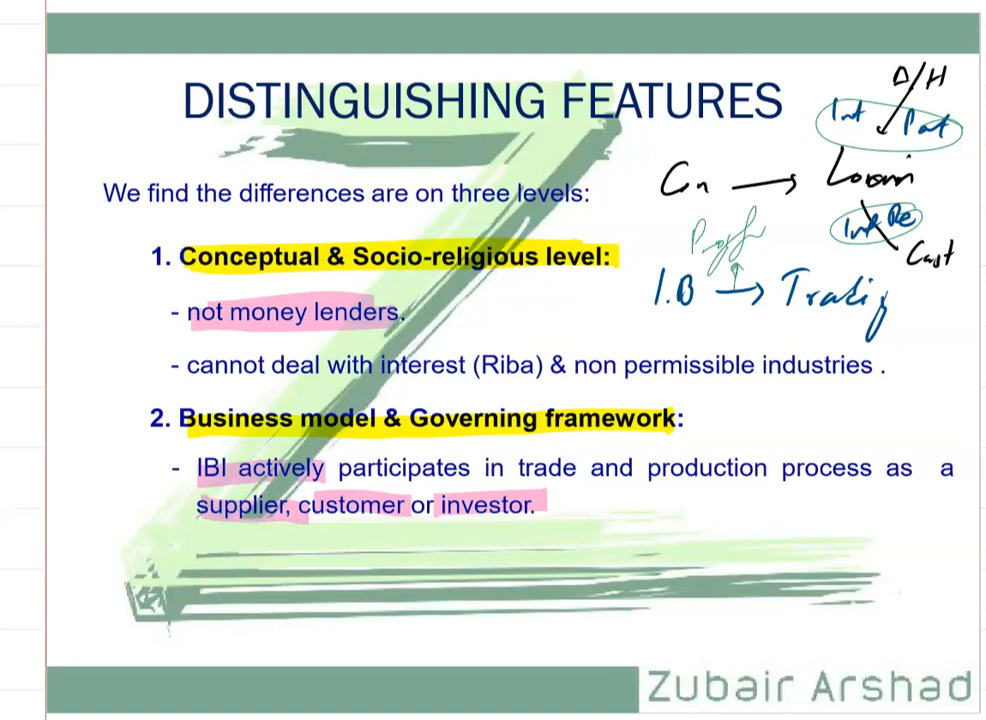 DISTINGUISHING FEATURES
D/H
Int Pat
We find the differences are on three levels:
Cn → Loan
Int Re
Cust
Prof
1. Conceptual & Socio-religious level:
I.B → Trading
- not money lenders.
- cannot deal with interest (Riba) & non permissible industries .
2. Business model & Governing framework:
- IBI actively participates in trade and production process as a
supplier, customer or investor.
Zubair Arshad